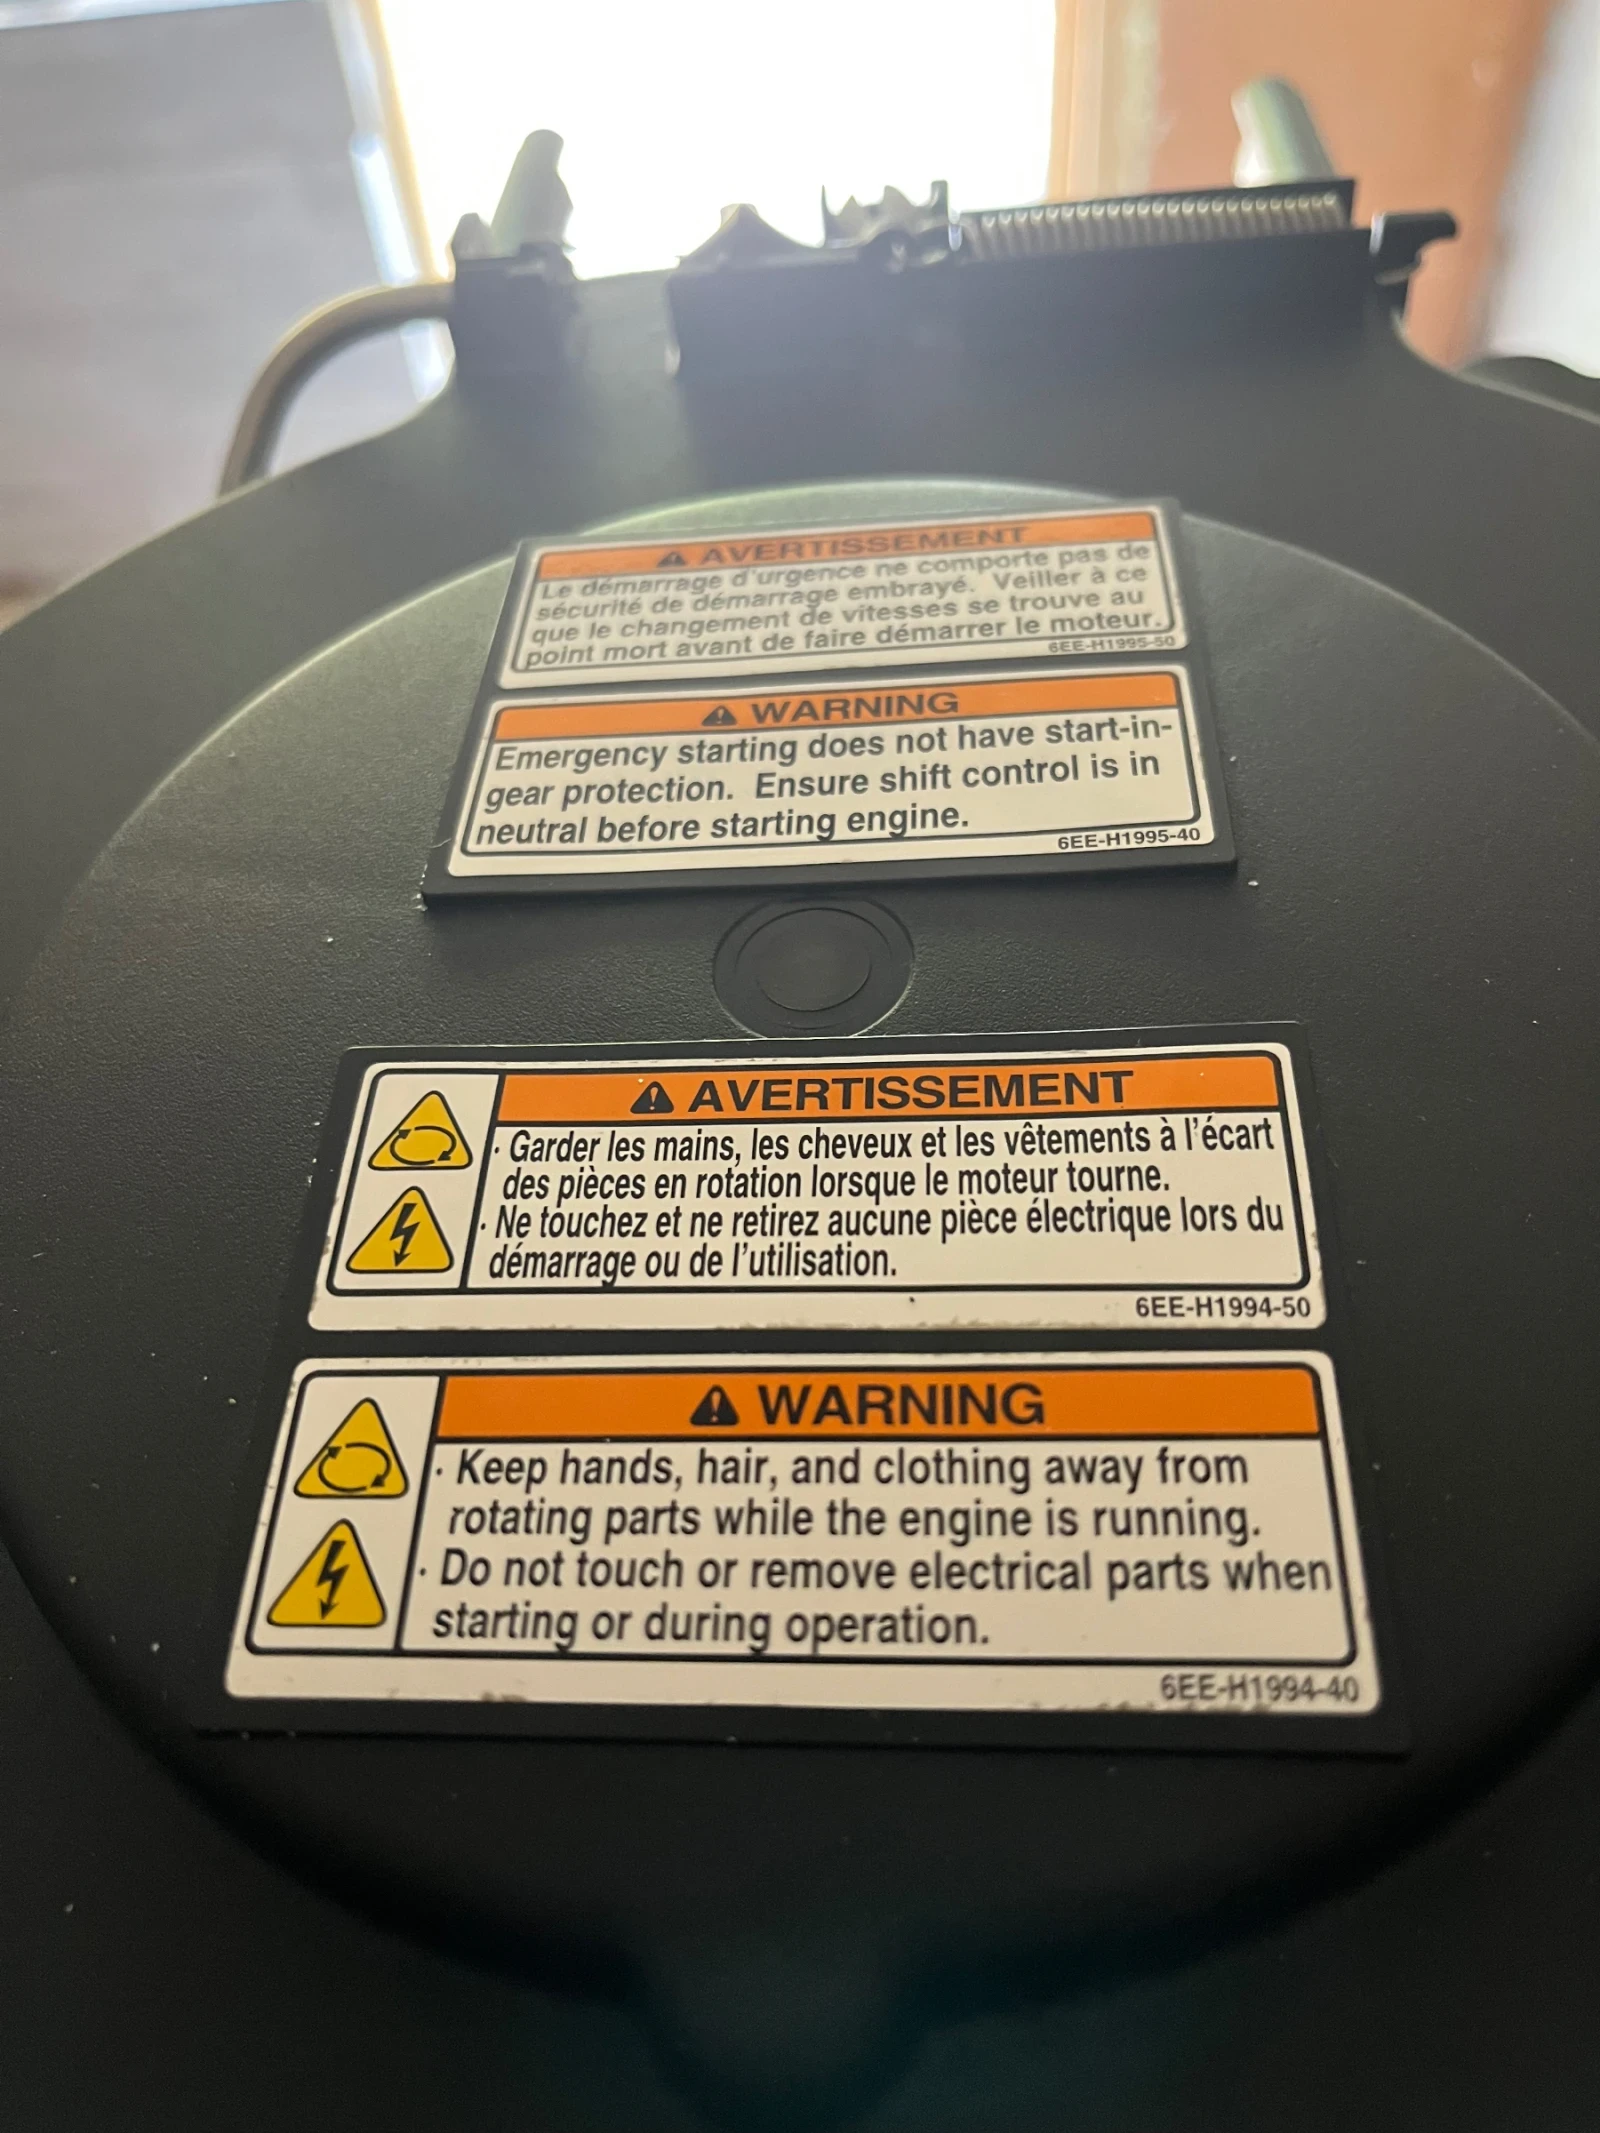 AVERTISSEMENT
Le démarrage d'urgence ne comporte pas de
sécurité de démarrage embrayé. Veiller à ce
que le changement de vitesses se trouve au
point mort avant de faire démarrer le moteur.
6EE-H1995-50
WARNING
Emergency starting does not have start-in-
gear protection. Ensure shift control is in
neutral before starting engine.
6EE-H1995-40
AVERTISSEMENT
· Garder les mains, les cheveux et les vêtements à l'écart
des pièces en rotation lorsque le moteur tourne.
· Ne touchez et ne retirez aucune pièce électrique lors du
démarrage ou de l'utilisation.
6EE-H1994-50
WARNING
· Keep hands, hair, and clothing away from
rotating parts while the engine is running.
· Do not touch or remove electrical parts when
starting or during operation.
6EE-H1994-40